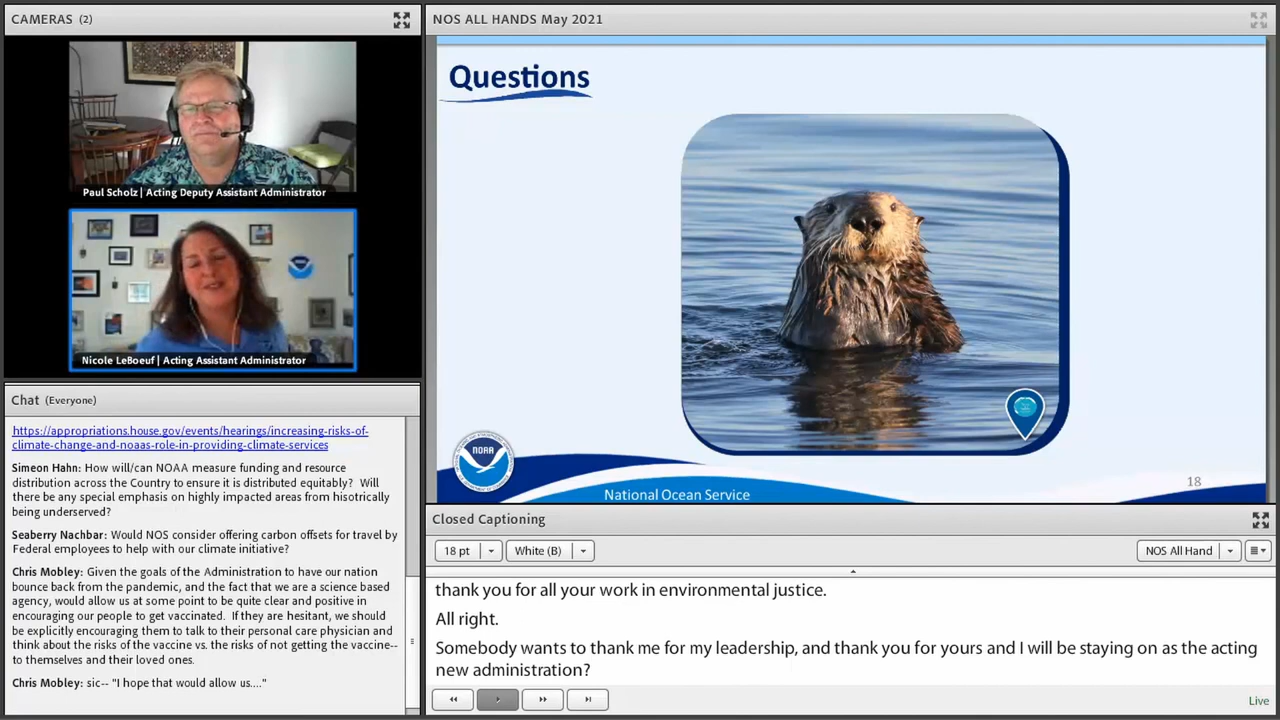 CAMERAS (2)
Paul Scholz | Acting Deputy Assistant Administrator
Nicole LeBoeuf | Acting Assistant Administrator
Chat (Everyone)
https://appropriations.house.gov/events/hearings/increasing-risks-of-
climate-change-and-noaas-role-in-providing-climate-services
Simeon Hahn: How will/can NOAA measure funding and resource
distribution across the Country to ensure it is distributed equitably? Will
there be any special emphasis on highly impacted areas from hisotrically
being underserved?
Seaberry Nachbar: Would NOS consider offering carbon offsets for travel by
Federal employees to help with our climate initiative?
Chris Mobley: Given the goals of the Administration to have our nation
bounce back from the pandemic, and the fact that we are a science based
agency, would allow us at some point to be quite clear and positive in
encouraging our people to get vaccinated. If they are hesitant, we should
be explicitly encouraging them to talk to their personal care physician and
think about the risks of the vaccine vs. the risks of not getting the vaccine--
to themselves and their loved ones.
Chris Mobley: sic-- "I hope that would allow us...."
NOS ALL HANDS May 2021
Questions
NOAA
National Ocean Service
18
Closed Captioning
18 pt
White (B)
NOS All Hand
thank you for all your work in environmental justice.
All right.
Somebody wants to thank me for my leadership, and thank you for yours and I will be staying on as the acting
new administration?
Live